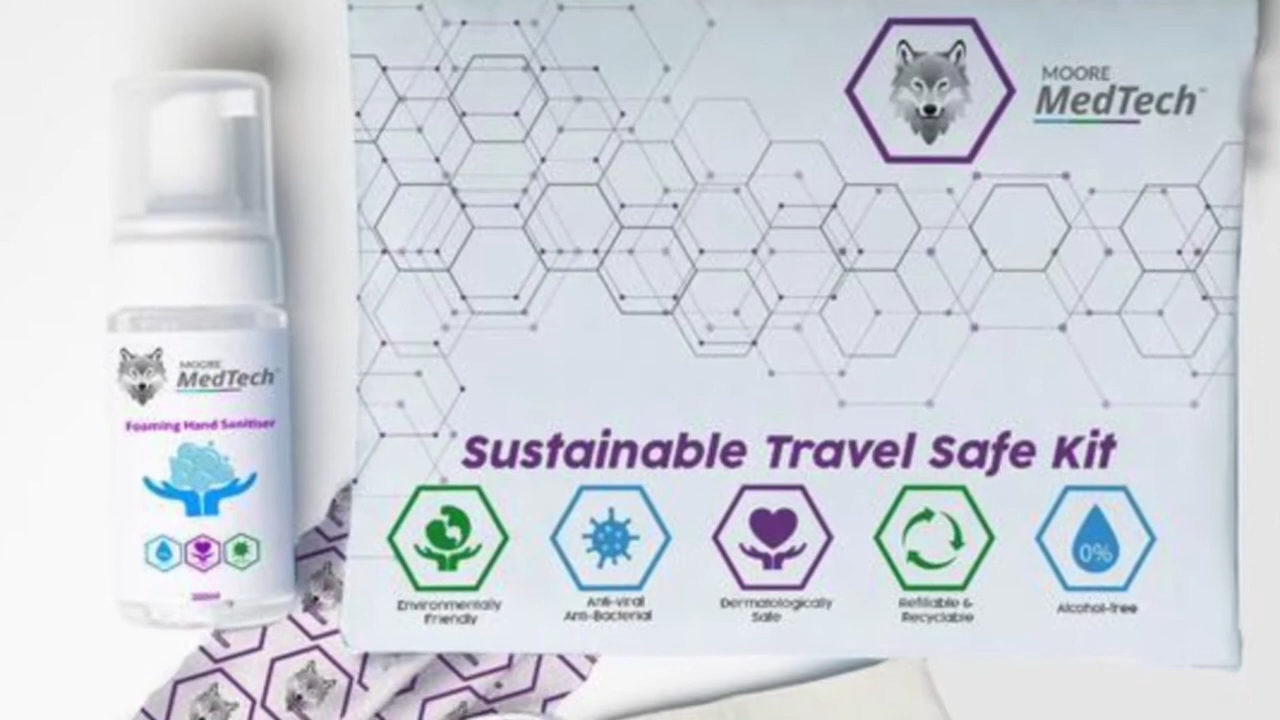 MOORE
MedTech™
MOORE
MedTech
Foaming Hand Sanitiser
Sustainable Travel Safe Kit
0%
Environmentally
Friendly
Anti-Viral
Anti-Bacterial
Dermatologically
Safe
Refillable &
Recyclable
Alcohol-free